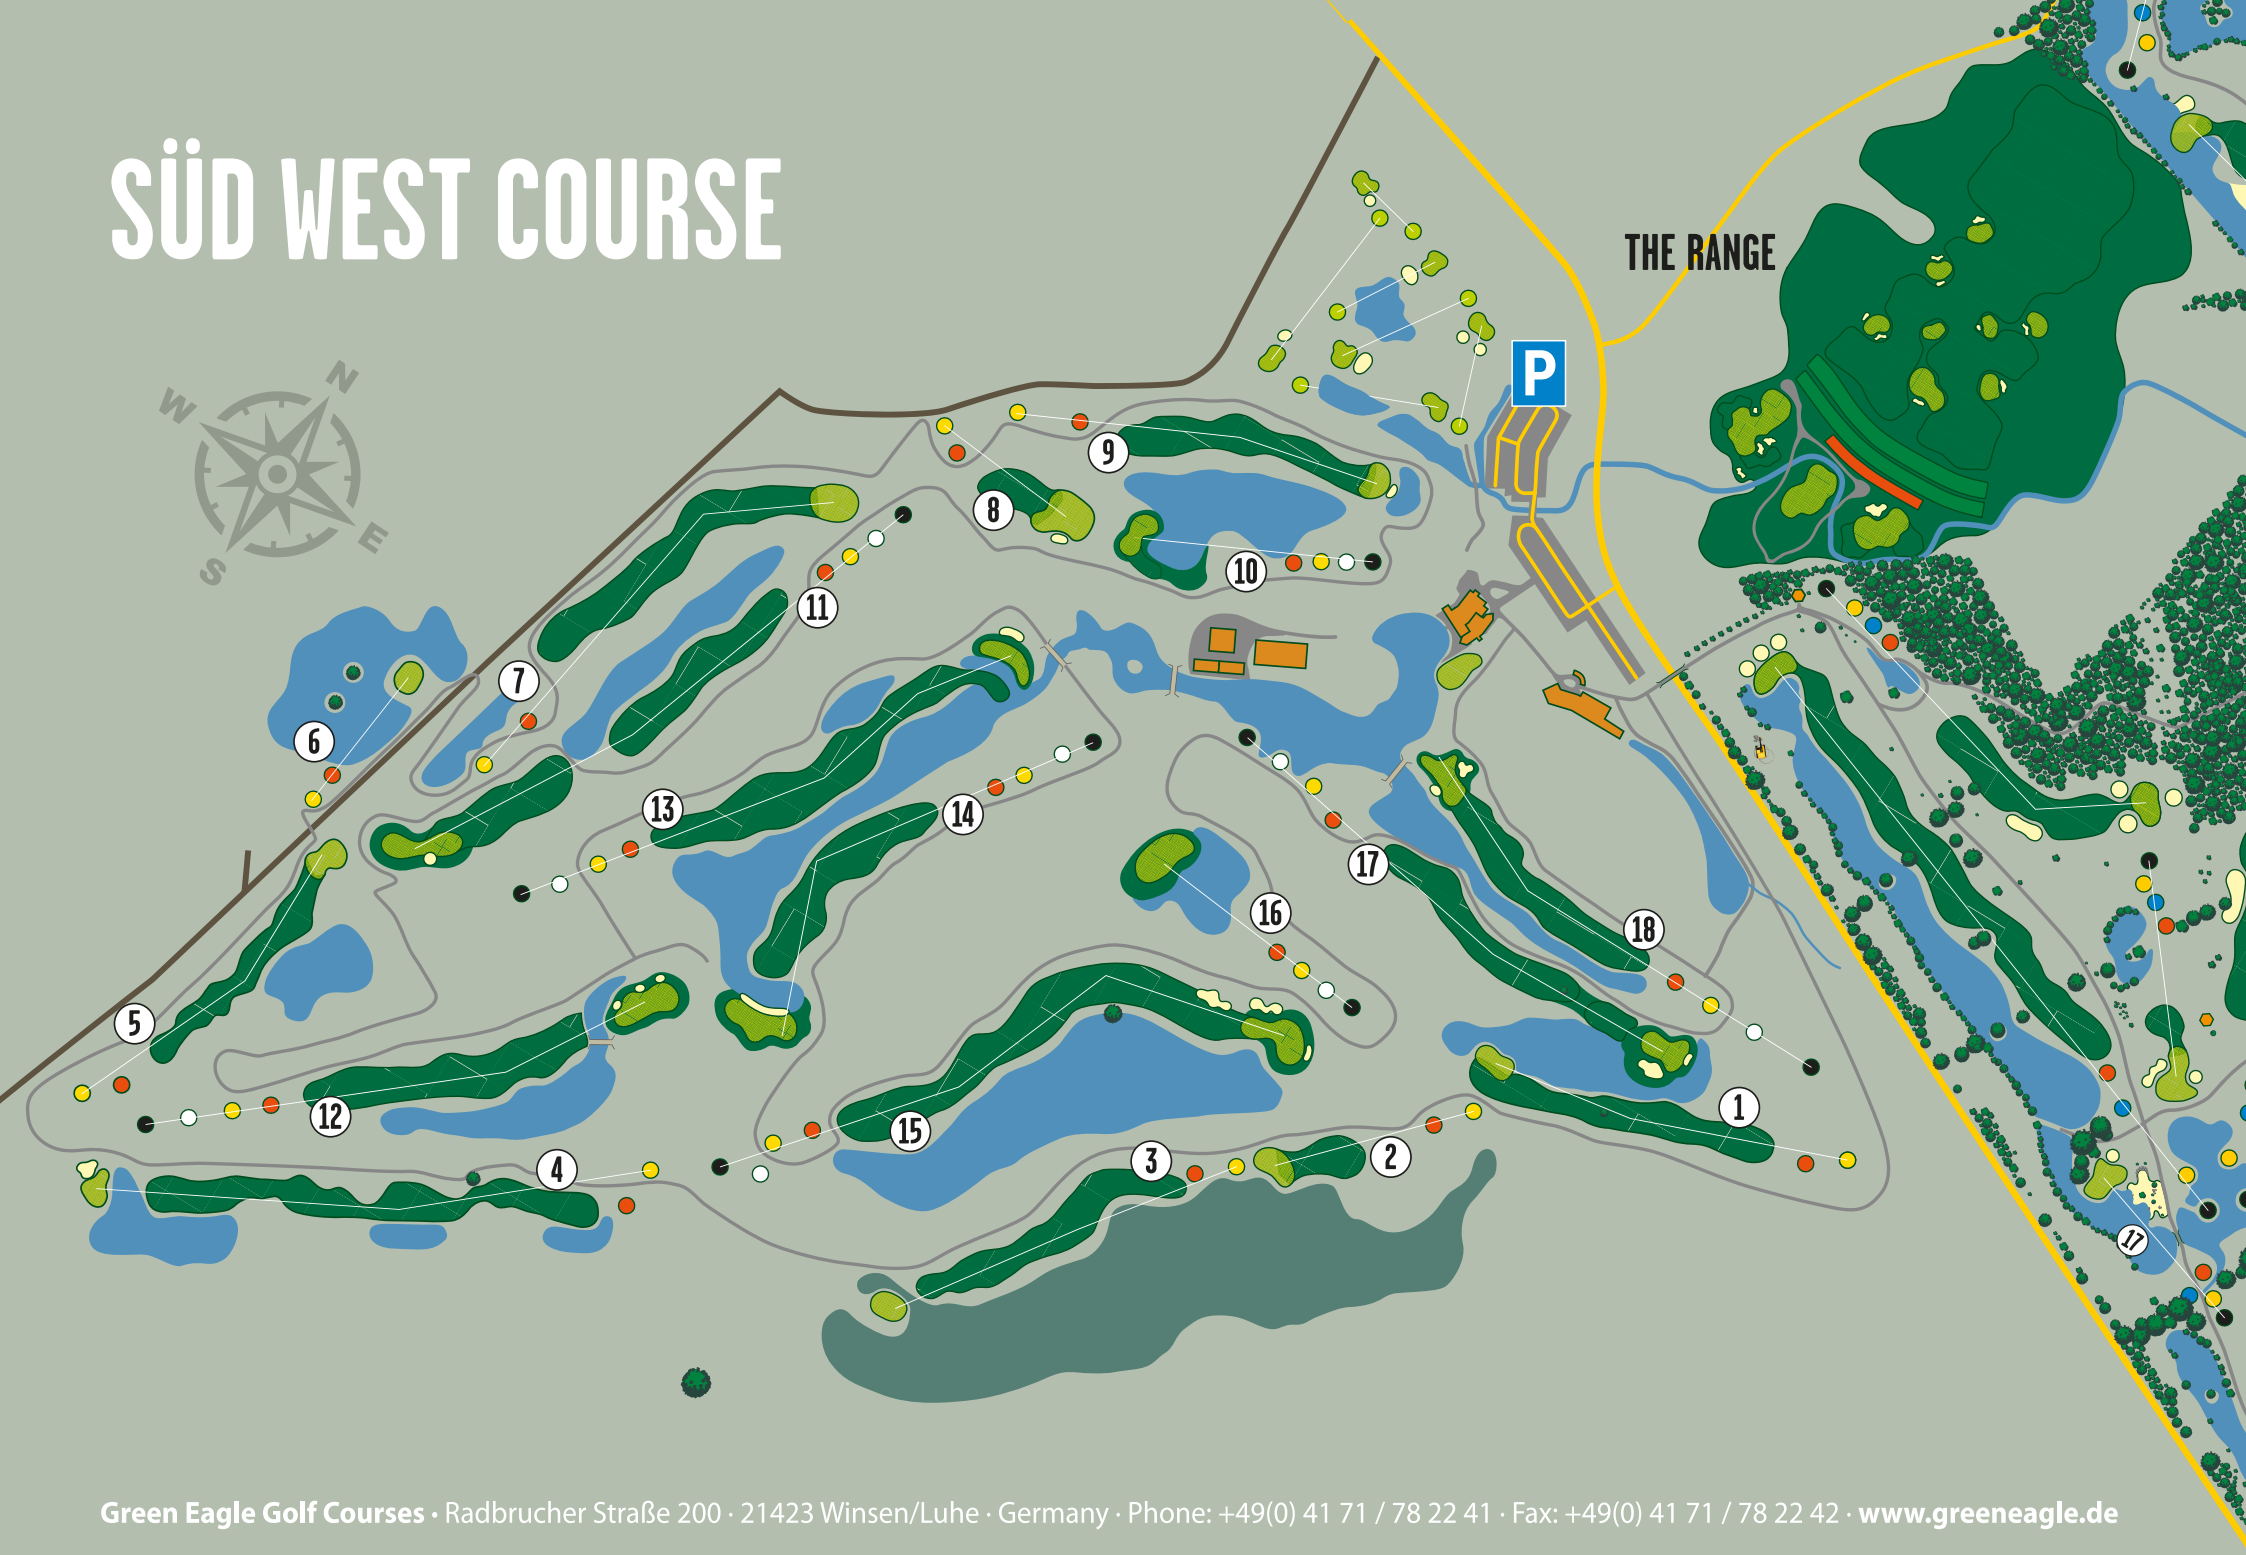 SÜD WEST COURSE
THE RANGE
P
N
W
E
S
9
8
10
11
7
6
13
14
17
16
18
5
12
15
1
4
3
2
17
Green Eagle Golf Courses · Radbrucher Straße 200 · 21423 Winsen/Luhe · Germany · Phone: +49(0) 41 71 / 78 22 41 · Fax: +49(0) 41 71 / 78 22 42 · www.greeneagle.de